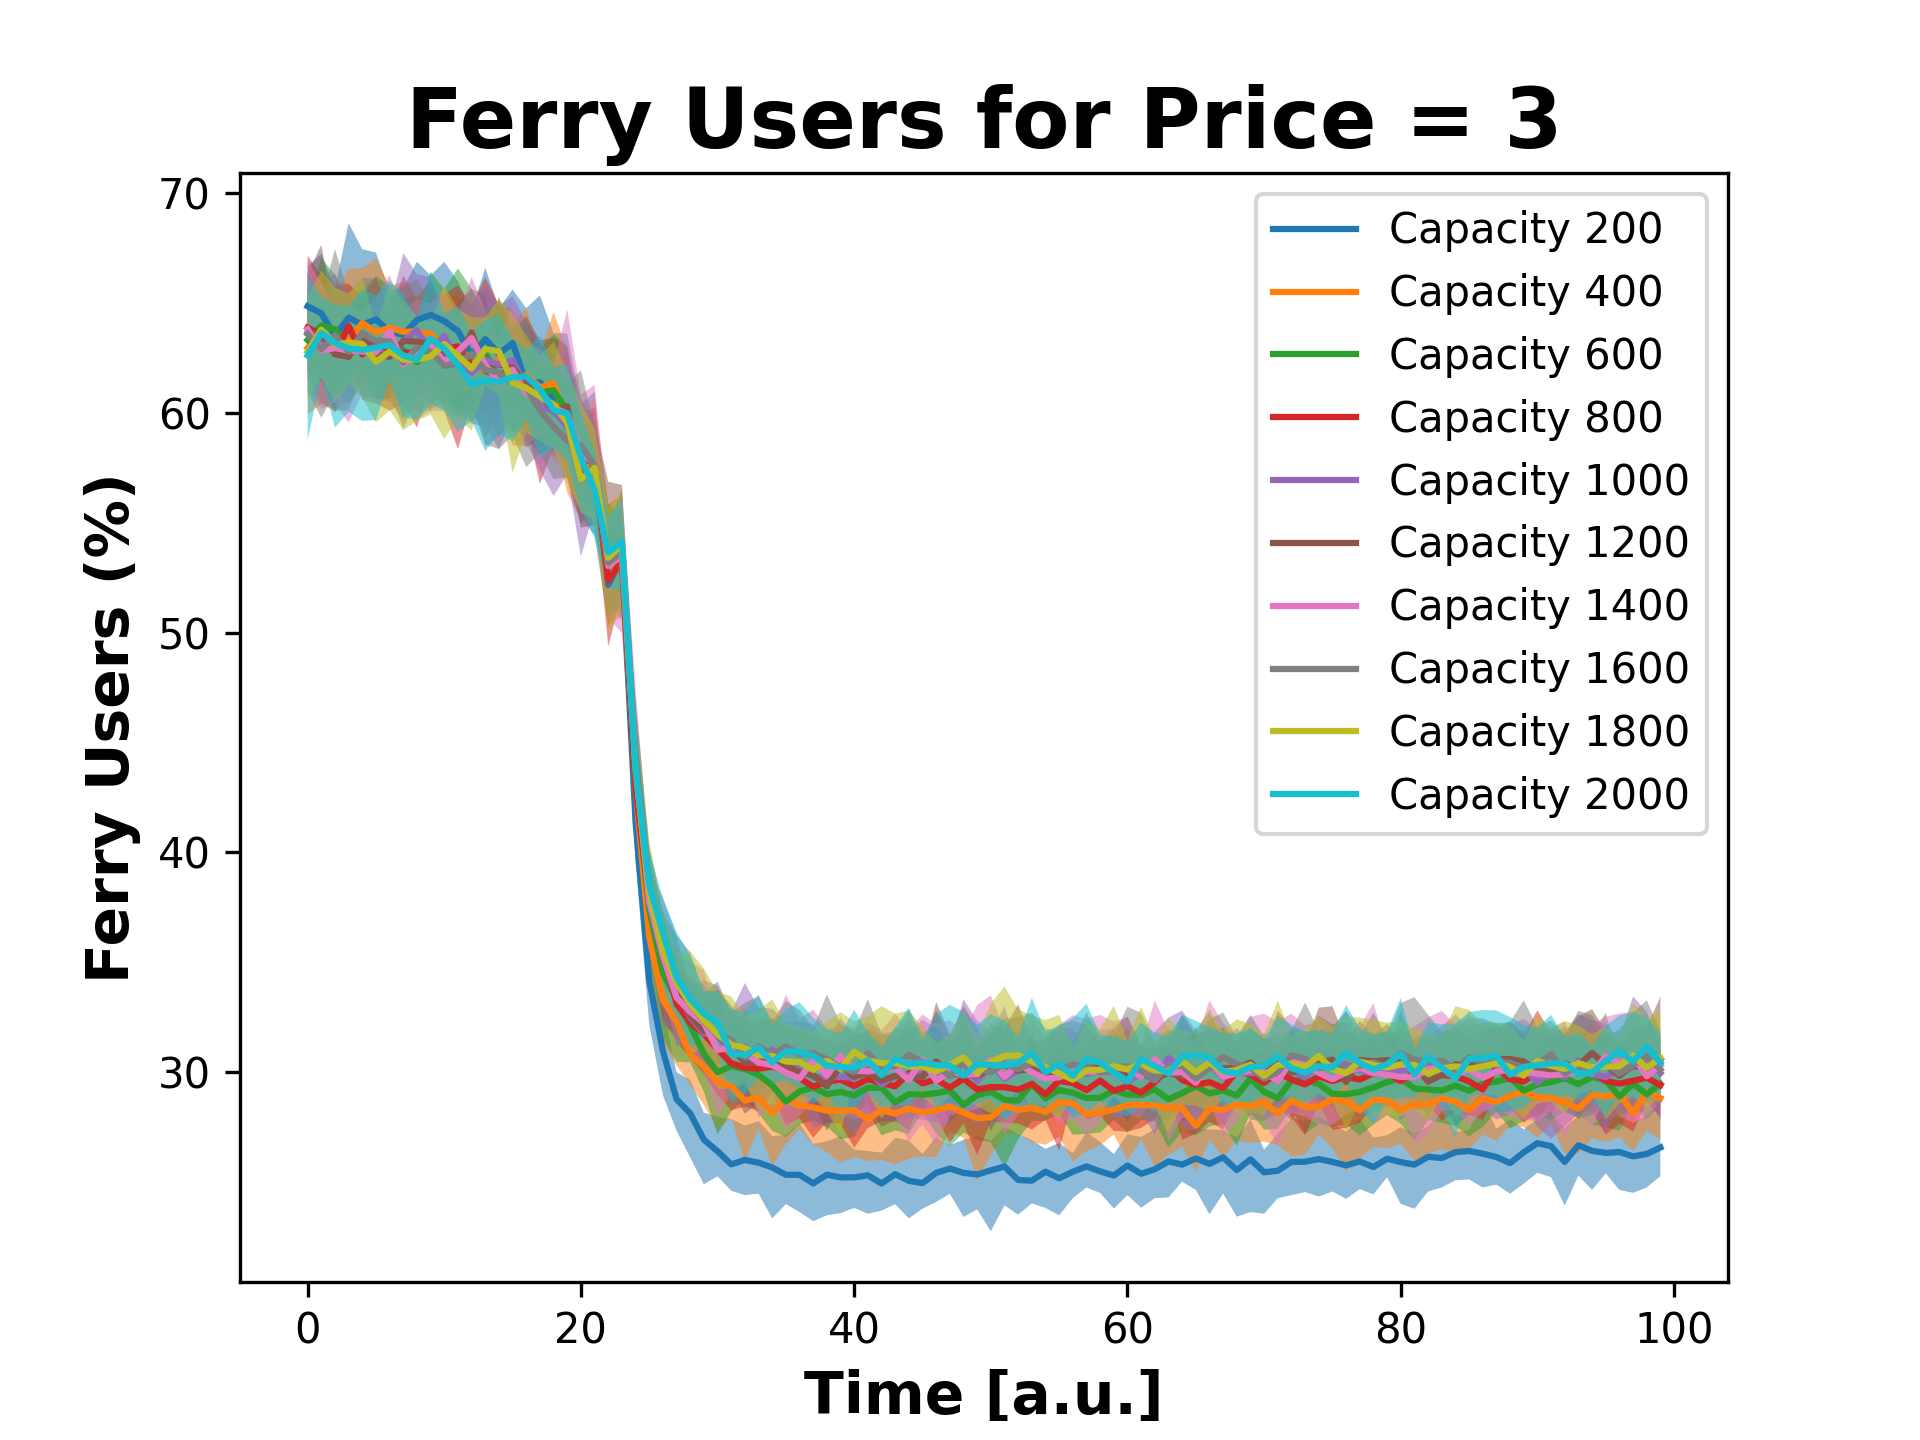 Ferry Users for Price = 3
Ferry Users (%)
70
60
50
40
30
Capacity 200
Capacity 400
Capacity 600
Capacity 800
Capacity 1000
Capacity 1200
Capacity 1400
Capacity 1600
Capacity 1800
Capacity 2000
0 20 40 60 80 100
Time [a.u.]